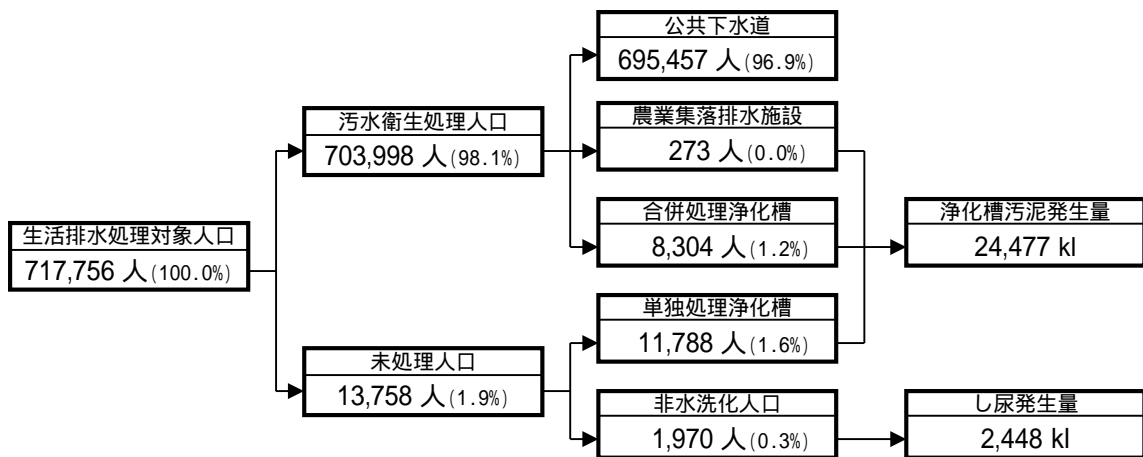 公共下水道
695,457 人(96.9%)
汚水衛生処理人口
703,998 人(98.1%)
農業集落排水施設
273 人(0.0%)
生活排水処理対象人口
717,756 人(100.0%)
合併処理浄化槽
8,304 人(1.2%)
浄化槽汚泥発生量
24,477 kl
単独処理浄化槽
11,788 人(1.6%)
未処理人口
13,758 人(1.9%)
非水洗化人口
1,970 人(0.3%)
し尿発生量
2,448 kl